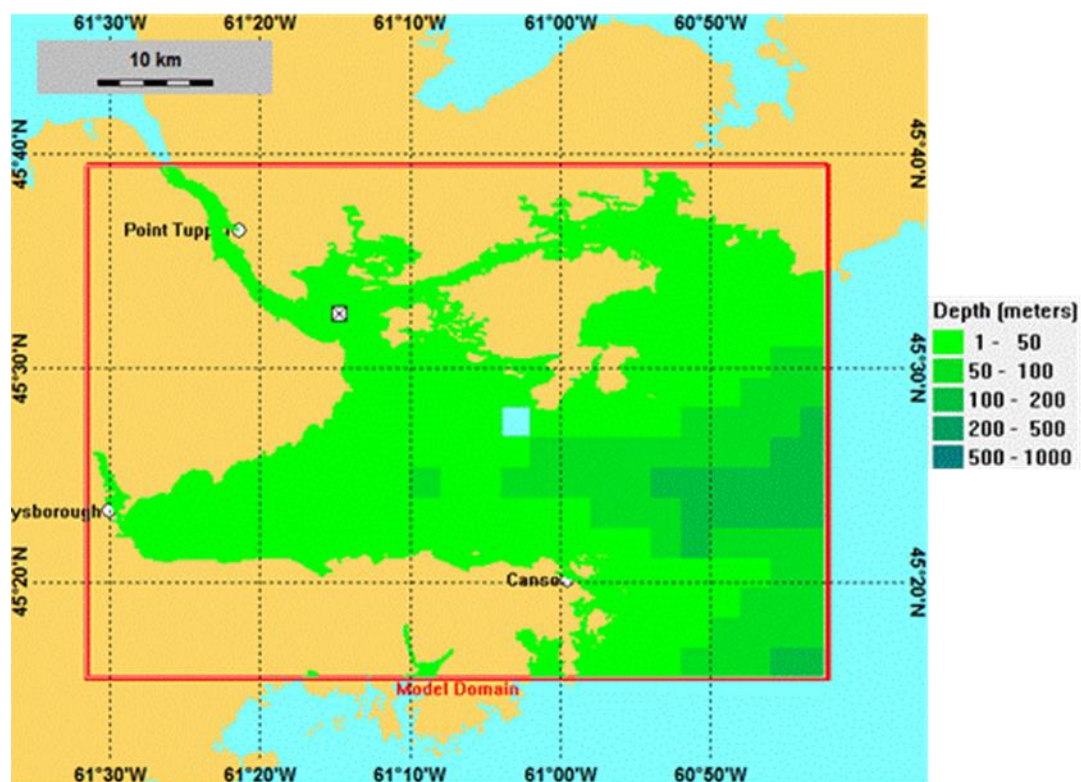 61°30'W 61°20'W 61°10'W 61°00'W 60°50'W
10 km
45°40'N 45°40'N
Point Tupp
45°30'N 45°30'N
Depth (meters)
1 - 50
50 - 100
100 - 200
200 - 500
500 - 1000
ysborough
45°20'N 45°20'N
Canso
Model Domain
61°30'W 61°20'W 61°10'W 61°00'W 60°50'W